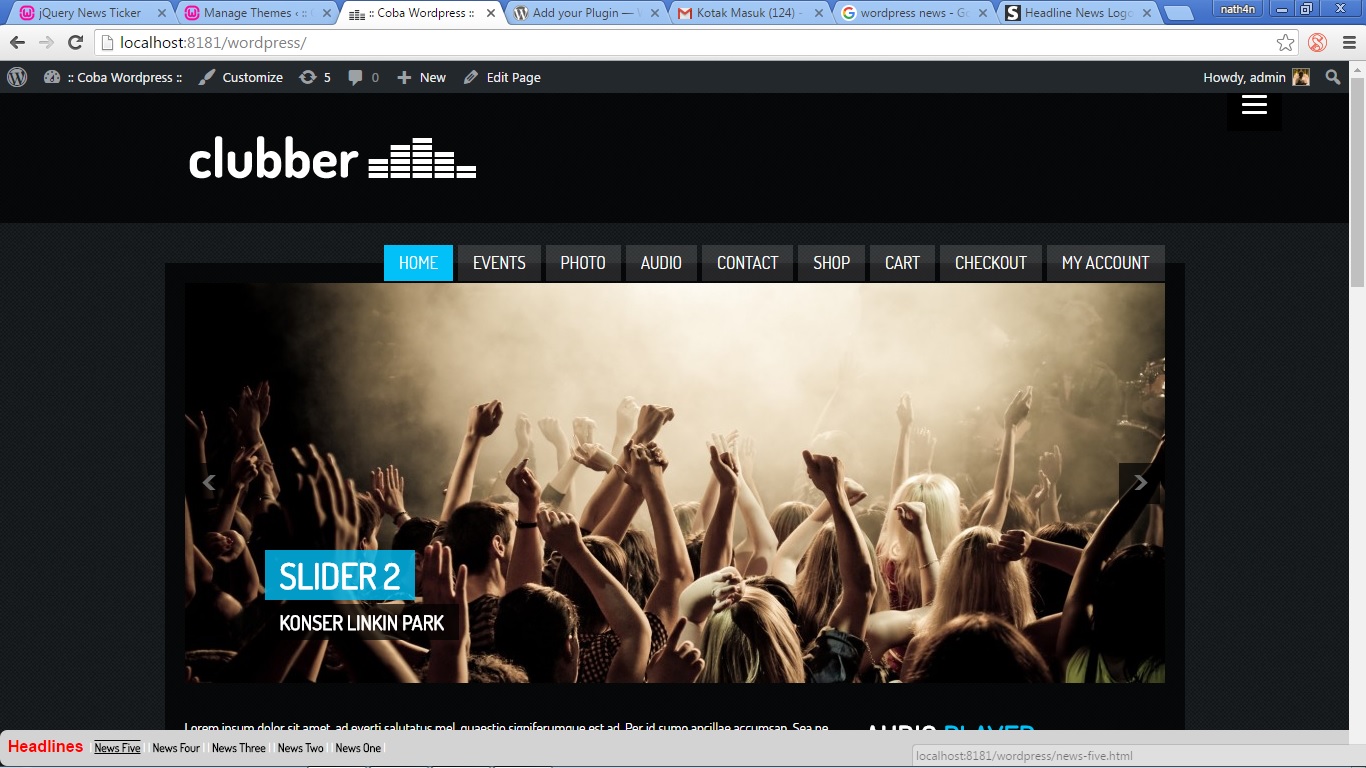 jQuery News Ticker
Manage Themes ‹ ::
:: Coba Wordpress ::
Add your Plugin —
Kotak Masuk (124) -
wordpress news - Go
Headline News Logo
nath4n
localhost:8181/wordpress/
:: Coba Wordpress ::
Customize
5
0
New
Edit Page
Howdy, admin
clubber
HOME
EVENTS
PHOTO
AUDIO
CONTACT
SHOP
CART
CHECKOUT
MY ACCOUNT
SLIDER 2
KONSER LINKIN PARK
Lorem ipsum dolor sit amet, ad everti salutatus mel, quaestio signiferumque est ad. Per id sumo ancillae accumsan. Sea ne
AUDIO PLAYER
Headlines | News Five | | News Four | | News Three | | News Two | | News One |
localhost:8181/wordpress/news-five.html